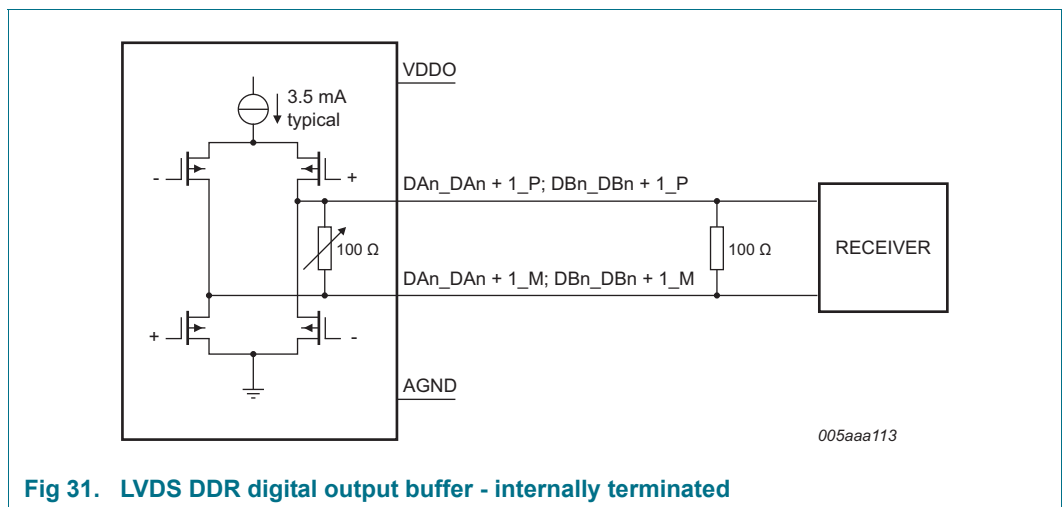 VDDO
3.5 mA
typical
-
+
DAn_DAn + 1_P; DBn_DBn + 1_P
100 Ω
100 Ω
RECEIVER
DAn_DAn + 1_M; DBn_DBn + 1_M
+
-
AGND
005aaa113
Fig 31. LVDS DDR digital output buffer - internally terminated